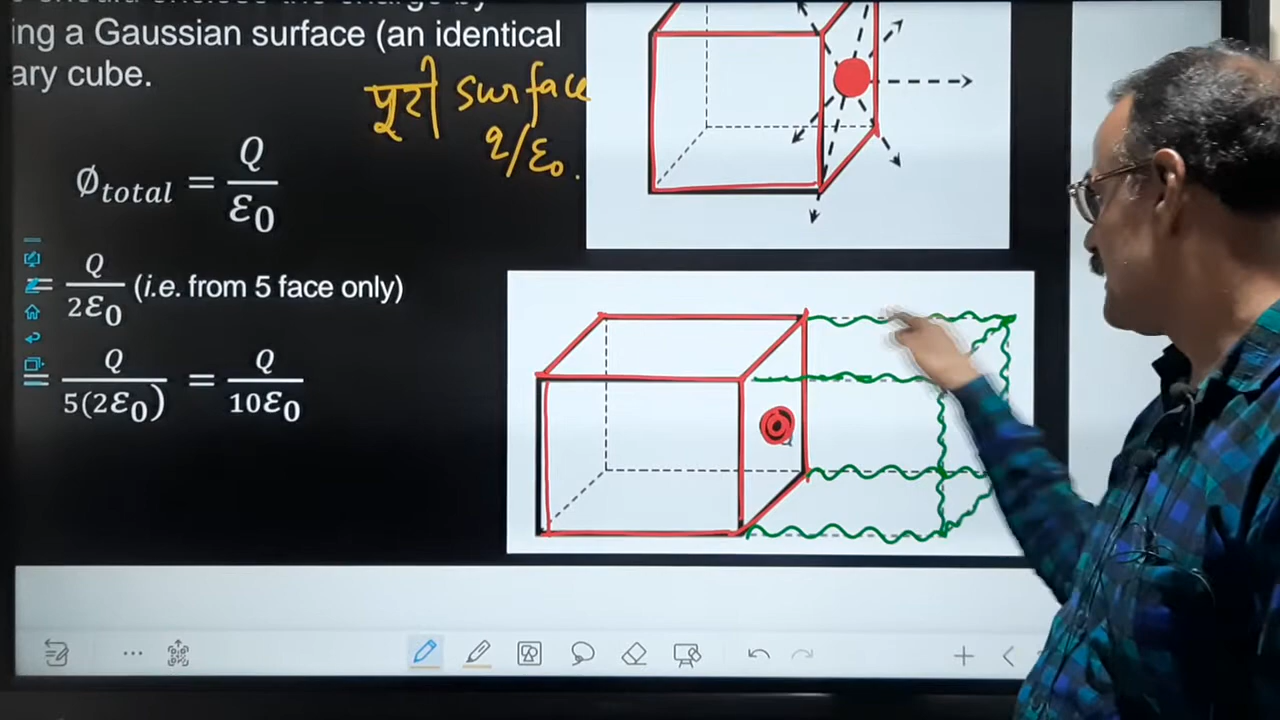 ing a Gaussian surface (an identical
ary cube.
पूरी surface
q/ε₀.
∅total = Q/ε₀
= Q/2ε₀ (i.e. from 5 face only)
= Q/5(2ε₀) = Q/10ε₀